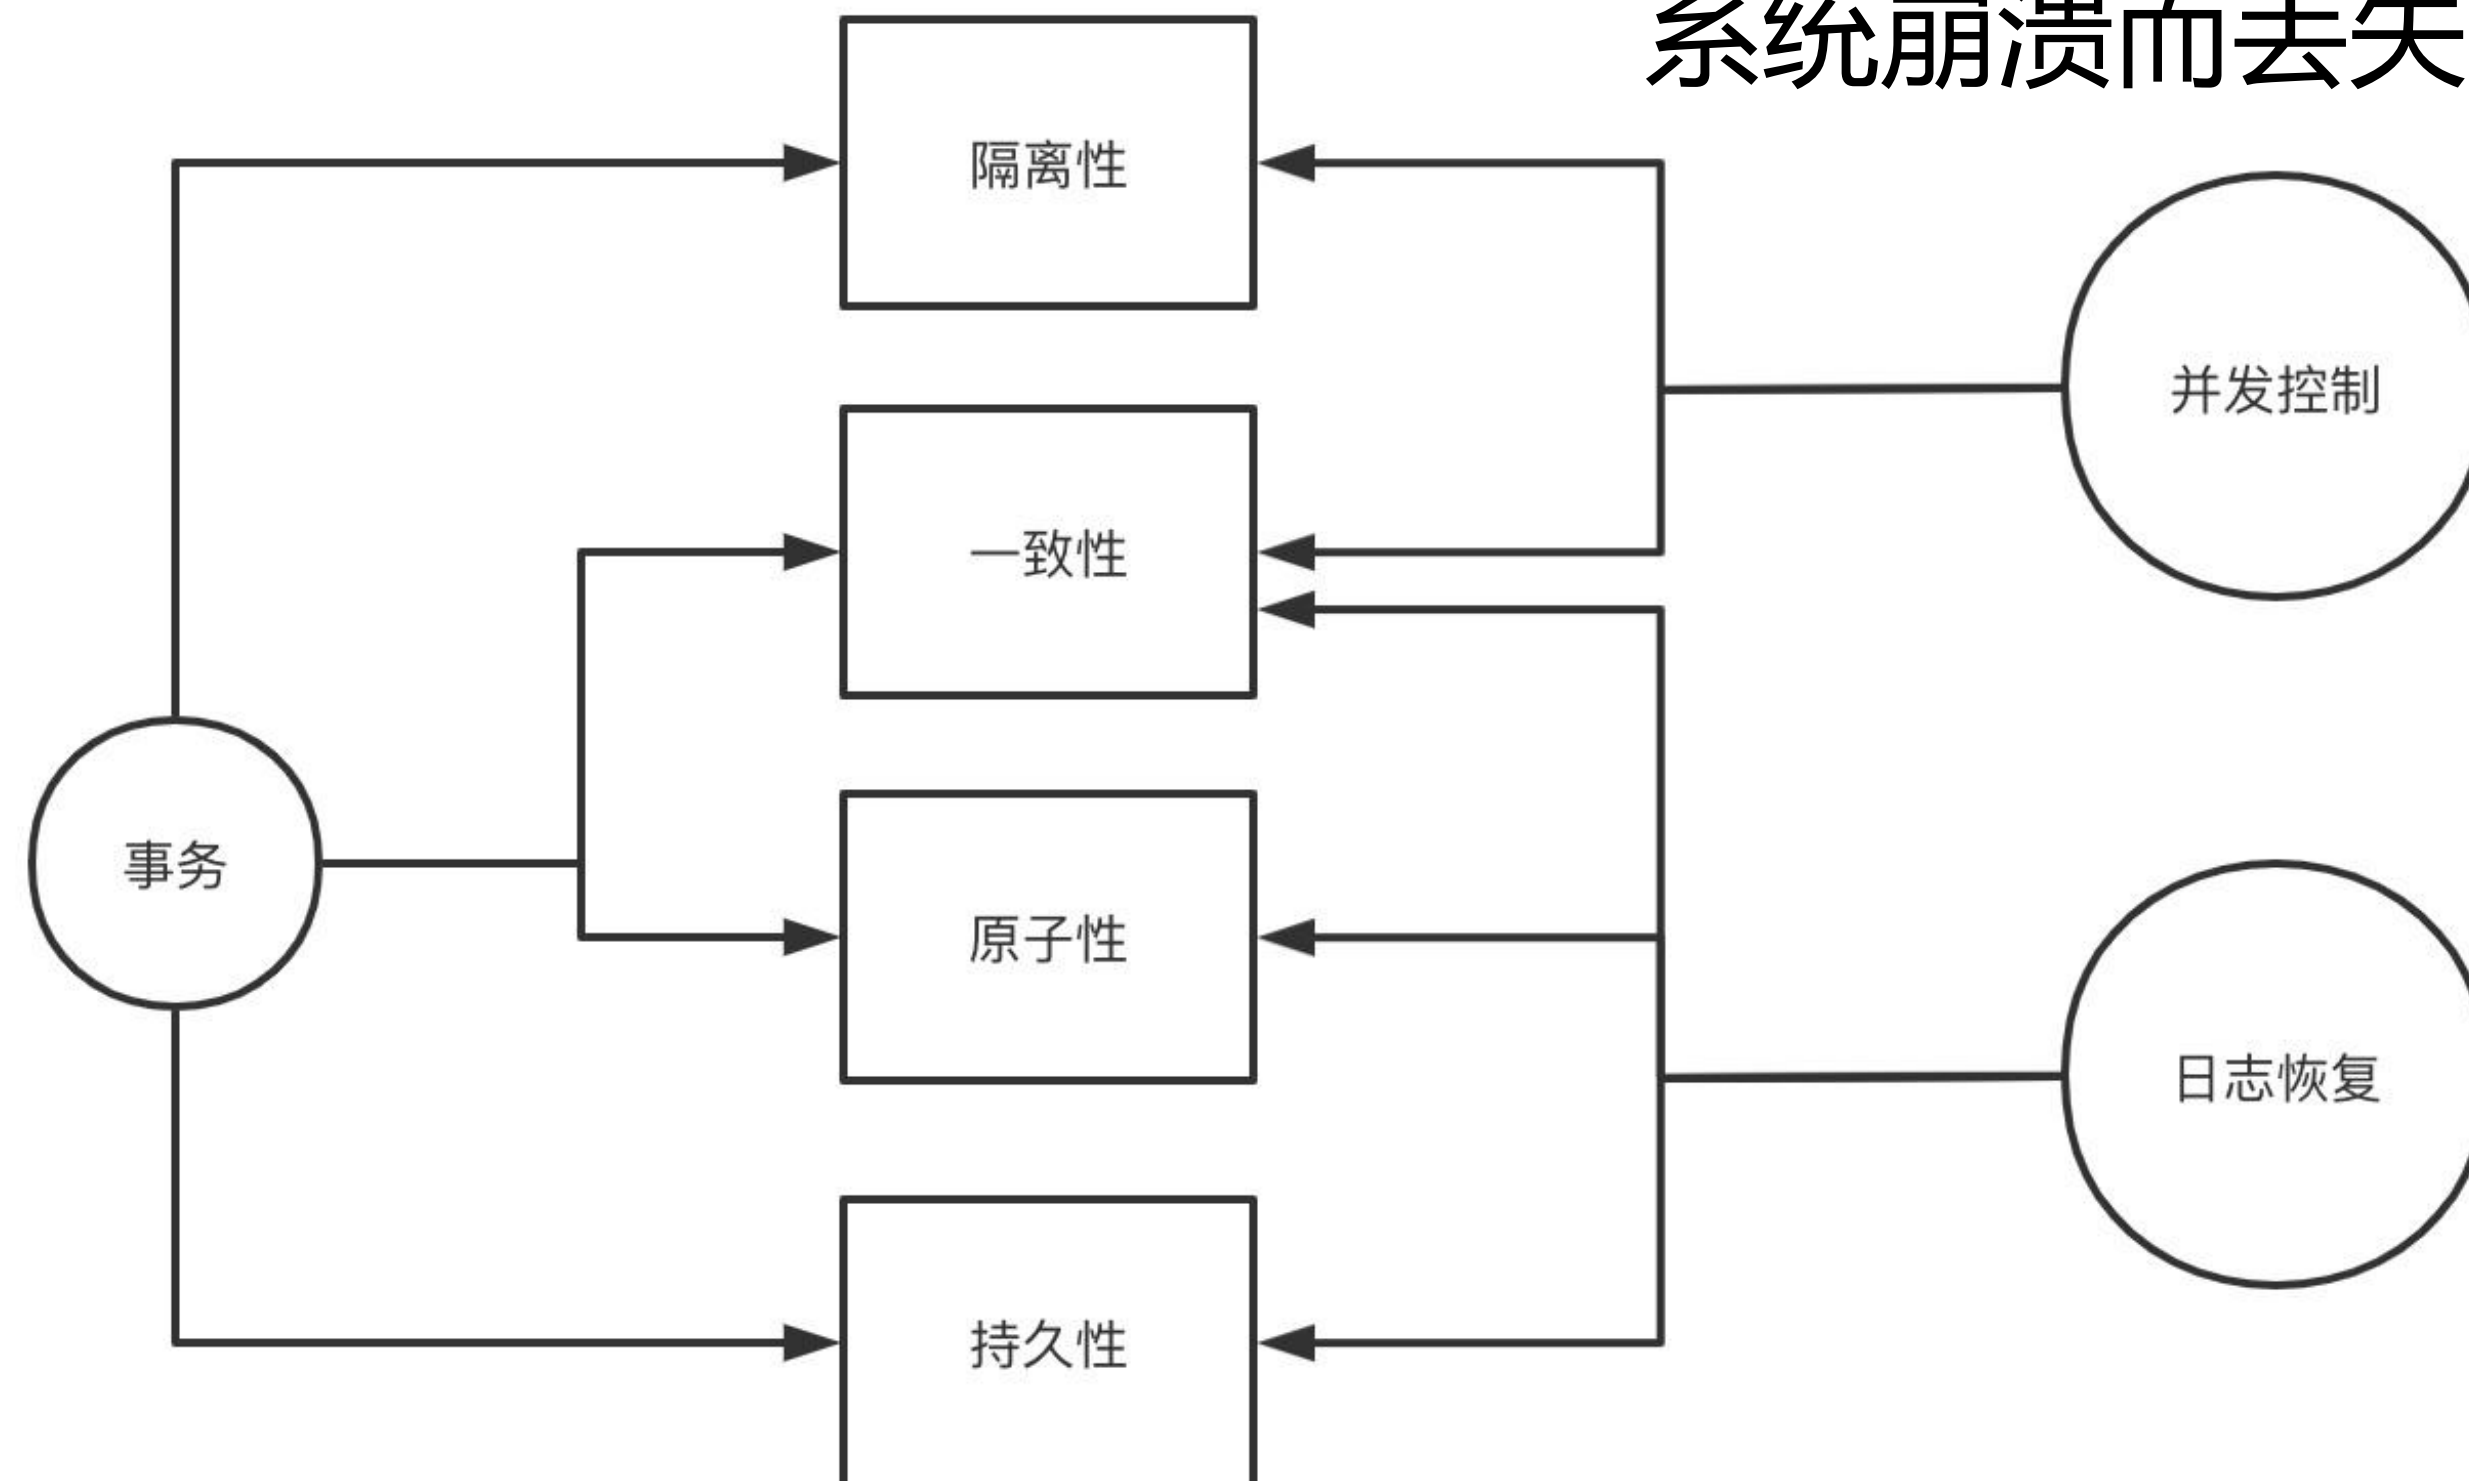 系统崩溃而去失
隔离性
并发控制
一致性
事务
原子性
日志恢复
持久性